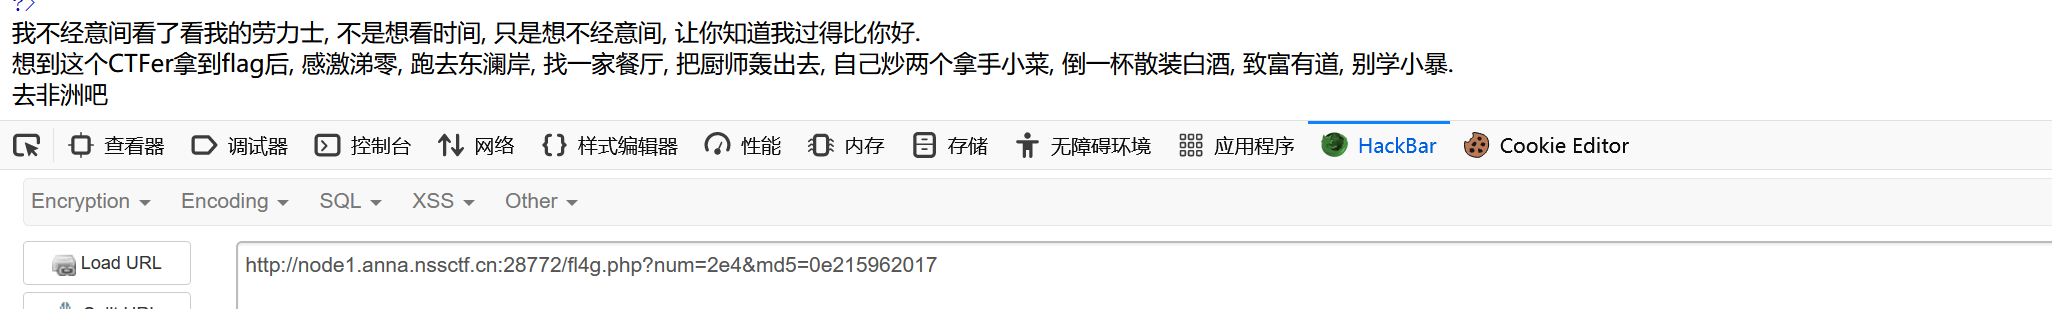 ?>
我不经意间看了看我的劳力士, 不是想看时间, 只是想不经意间, 让你知道我过得比你好.
想到这个CTFer拿到flag后, 感激涕零, 跑去东澜岸, 找一家餐厅, 把厨师轰出去, 自己炒两个拿手小菜, 倒一杯散装白酒, 致富有道, 别学小暴.
去非洲吧
查看器 调试器 控制台 网络 样式编辑器 性能 内存 存储 无障碍环境 应用程序 HackBar Cookie Editor
Encryption Encoding SQL XSS Other
Load URL http://node1.anna.nssctf.cn:28772/fl4g.php?num=2e4&md5=0e215962017